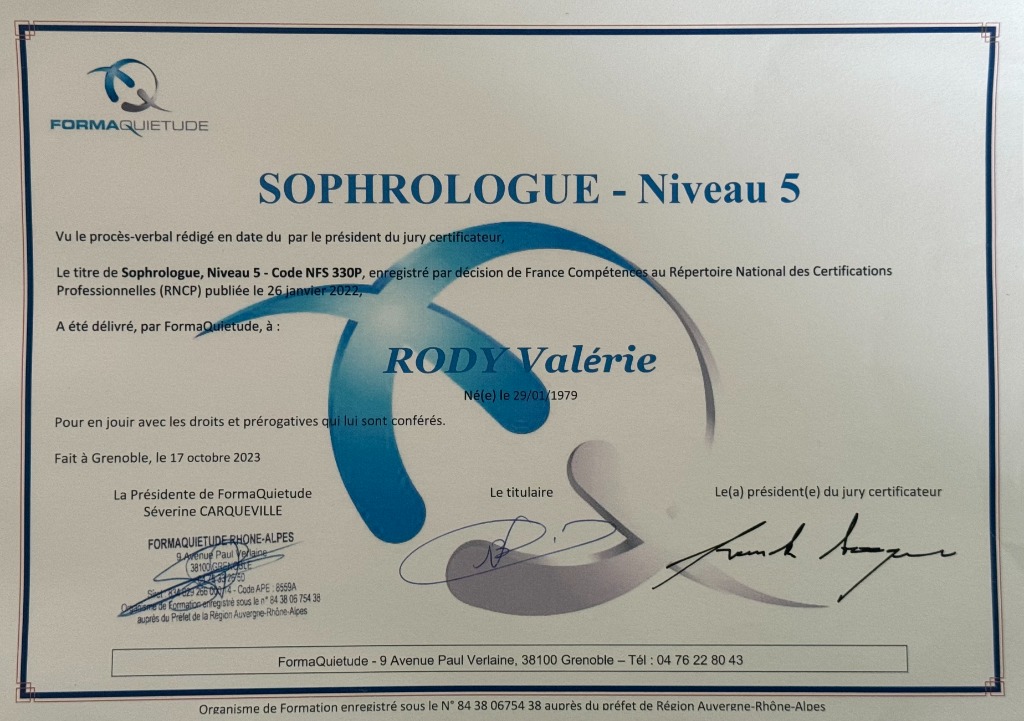 FORMAQUIETUDE
SOPHROLOGUE - Niveau 5
Vu le procès-verbal rédigé en date du  par le président du jury certificateur,
Le titre de Sophrologue, Niveau 5 - Code NFS 330P, enregistré par décision de France Compétences au Répertoire National des Certifications
Professionnelles (RNCP) publiée le 26 janvier 2022,
A été délivré, par FormaQuietude, à :
RODY Valérie
Né(e) le 29/01/1979
Pour en jouir avec les droits et prérogatives qui lui sont conférés.
Fait à Grenoble, le 17 octobre 2023
La Présidente de FormaQuietude
Séverine CARQUEVILLE
Le titulaire
Le(a) président(e) du jury certificateur
FORMAQUIETUDE RHONE-ALPES
9 Avenue Paul Verlaine
38100 GRENOBLE
- Code APE : 8559A
Organisme de Formation enregistré sous le n° 84 38 06 754 38
auprès du Préfet de la Région Auvergne-Rhône-Alpes
FormaQuietude - 9 Avenue Paul Verlaine, 38100 Grenoble – Tél : 04 76 22 80 43
Organisme de Formation enregistré sous le N° 84 38 06754 38 auprès du préfet de Région Auvergne-Rhône-Alpes